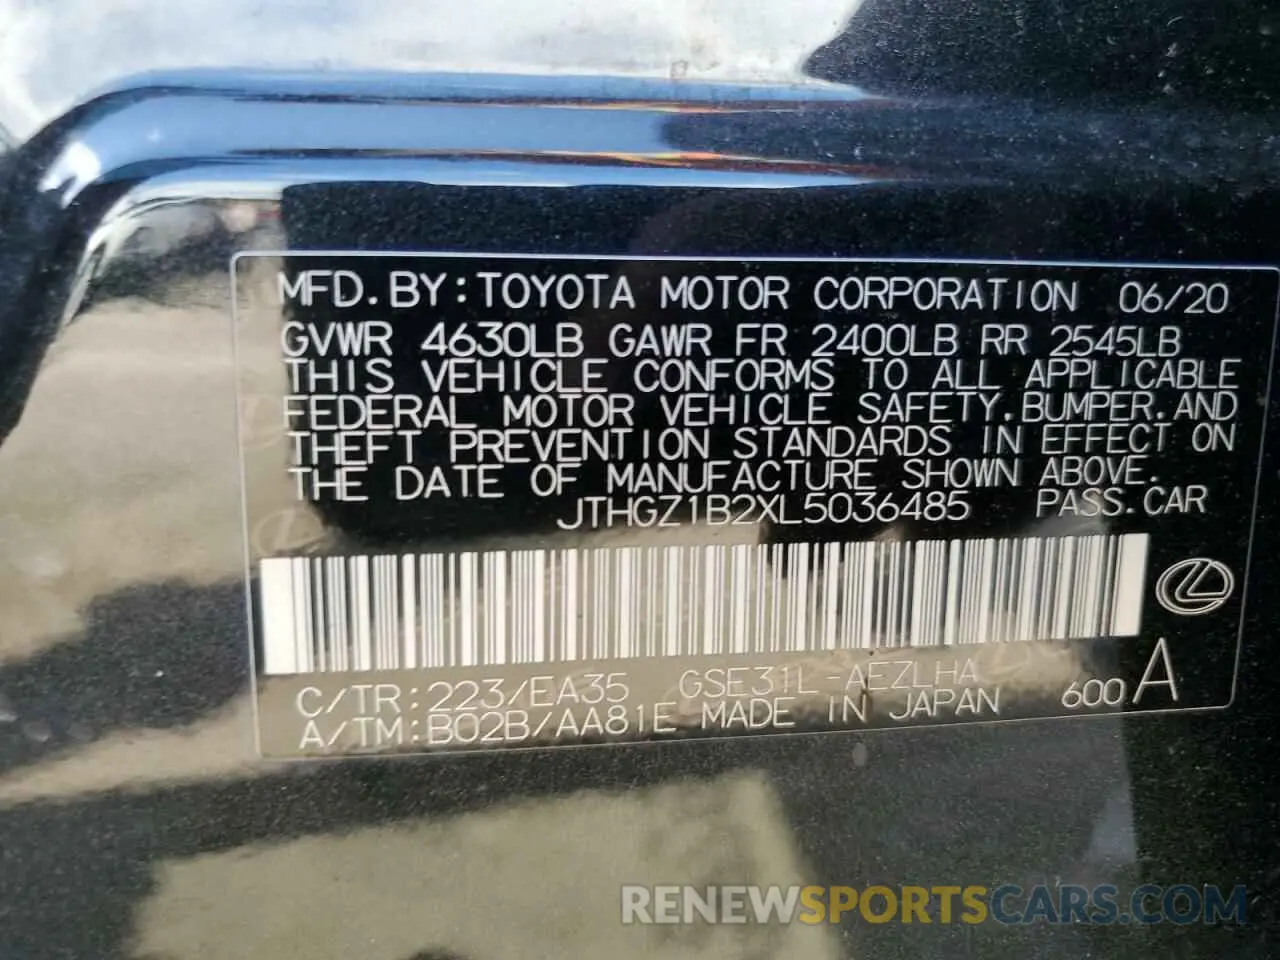 MFD.BY:TOYOTA MOTOR CORPORATION 06/20
GVWR 4630LB GAWR FR 2400LB RR 2545LB
THIS VEHICLE CONFORMS TO ALL APPLICABLE
FEDERAL MOTOR VEHICLE SAFETY.BUMPER.AND
THEFT PREVENTION STANDARDS IN EFFECT ON
THE DATE OF MANUFACTURE SHOWN ABOVE.
JTHGZ1B2XL5036485 PASS.CAR
C/TR:223/EA35 GSE31L-AEZLHA
A/TM:B02B/AA81E MADE IN JAPAN 600 A
RENEWSPORTSCARS.COM